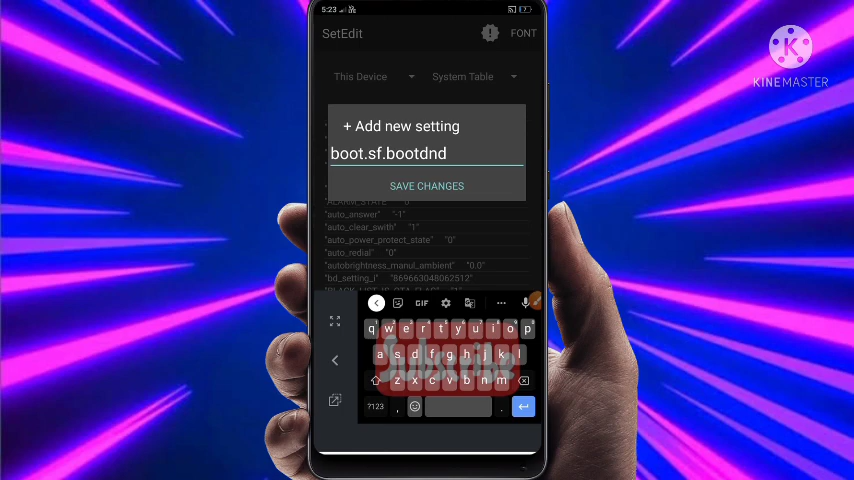 5:23
SetEdit
FONT
This Device
System Table
+ Add new setting
boot.sf.bootdnd
SAVE CHANGES
"auto_answer" "-1"
"auto_clear_swith" "1"
"auto_power_protect_state" "0"
"auto_redial" "0"
"autobrightness_manul_ambient" "0.0"
"bd_setting_i" "869663048062512"
GIF
q w e r t y u i o p
a s d f g h j k l
z x c v b n m
?123 , .
Subscribe
K
KINEMASTER